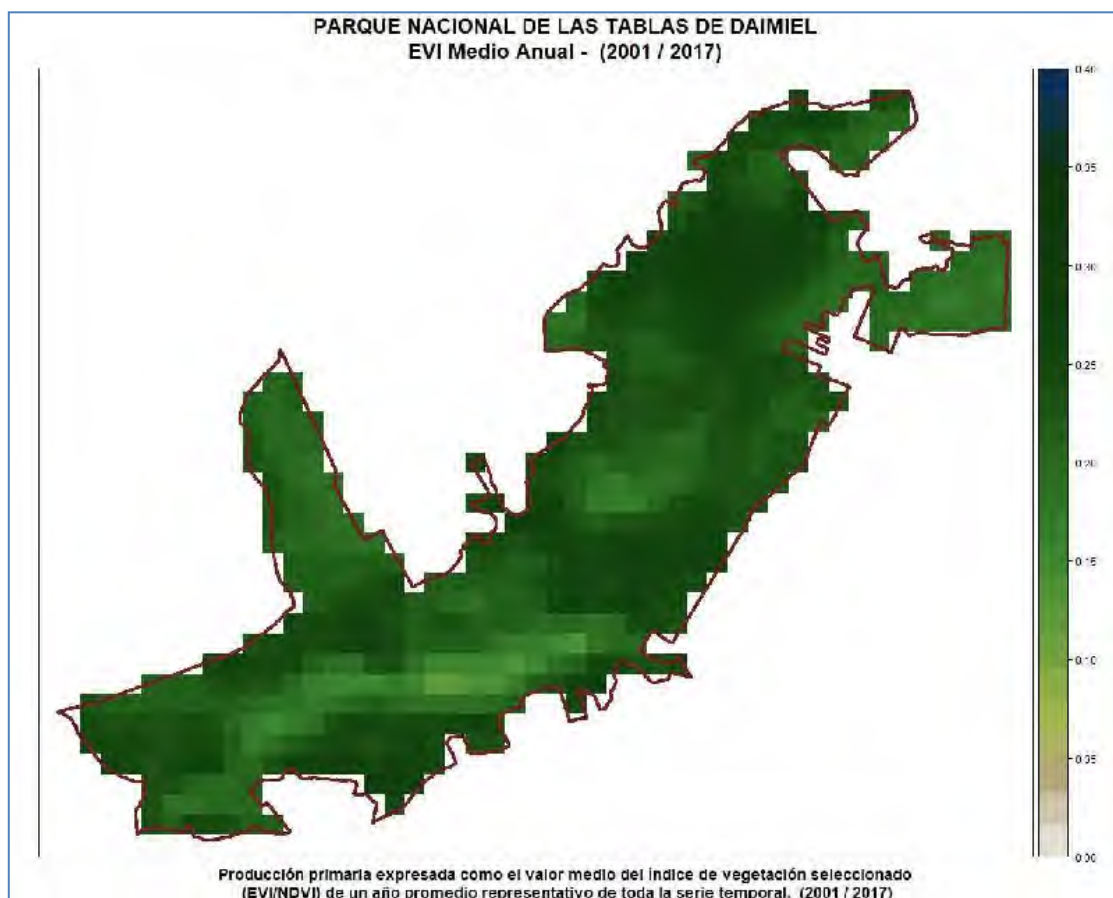 PARQUE NACIONAL DE LAS TABLAS DE DAIMIEL
EVI Medio Anual - (2001 / 2017)
0.40
0.35
0.30
0.25
0.20
0.15
0.10
0.05
0.00
Producción primaria expresada como el valor medio del índice de vegetación seleccionado
(EVI/NDVI) de un año promedio representativo de toda la serie temporal. (2001 / 2017)